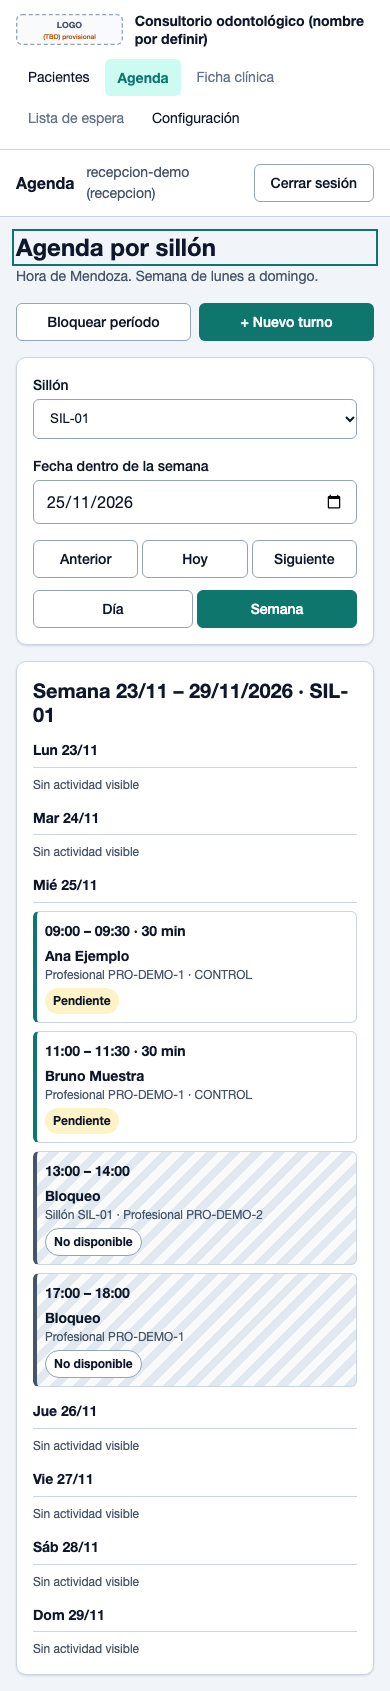 LOGO
(TBD) provisional
Consultorio odontológico (nombre
por definir)
Pacientes
Agenda
Ficha clínica
Lista de espera
Configuración
Agenda
recepcion-demo
(recepcion)
Cerrar sesión
Agenda por sillón
Hora de Mendoza. Semana de lunes a domingo.
Bloquear período
+ Nuevo turno
Sillón
SIL-01
Fecha dentro de la semana
25/11/2026
Anterior
Hoy
Siguiente
Día
Semana
Semana 23/11 – 29/11/2026 · SIL-
01
Lun 23/11
Sin actividad visible
Mar 24/11
Sin actividad visible
Mié 25/11
09:00 – 09:30 · 30 min
Ana Ejemplo
Profesional PRO-DEMO-1 · CONTROL
Pendiente
11:00 – 11:30 · 30 min
Bruno Muestra
Profesional PRO-DEMO-1 · CONTROL
Pendiente
13:00 – 14:00
Bloqueo
Sillón SIL-01 · Profesional PRO-DEMO-2
No disponible
17:00 – 18:00
Bloqueo
Profesional PRO-DEMO-1
No disponible
Jue 26/11
Sin actividad visible
Vie 27/11
Sin actividad visible
Sáb 28/11
Sin actividad visible
Dom 29/11
Sin actividad visible